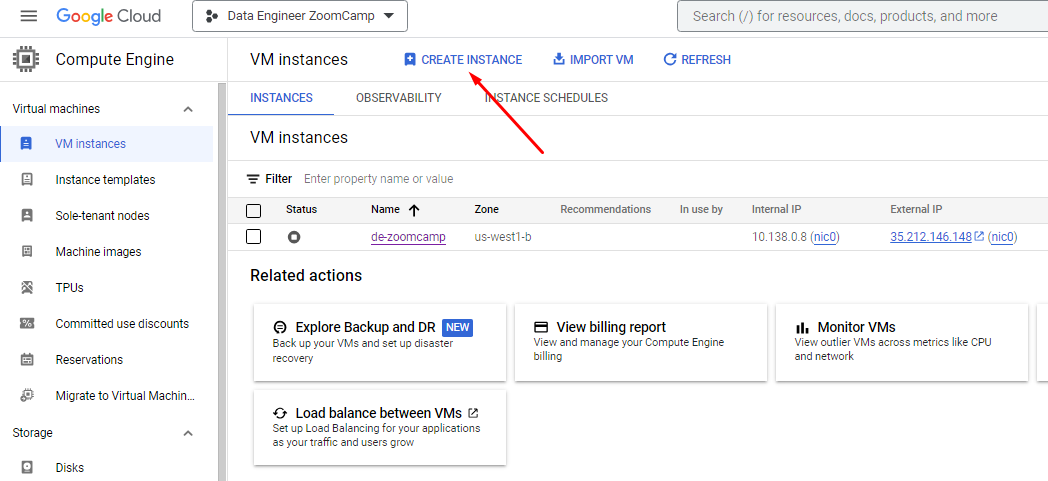 Google Cloud
Data Engineer ZoomCamp
Search (/) for resources, docs, products, and more
Compute Engine
VM instances
CREATE INSTANCE
IMPORT VM
REFRESH
Virtual machines
VM instances
Instance templates
Sole-tenant nodes
Machine images
TPUs
Committed use discounts
Reservations
Migrate to Virtual Machin...
Storage
Disks
INSTANCES
OBSERVABILITY
INSTANCE SCHEDULES
VM instances
Filter Enter property name or value
Status Name Zone Recommendations In use by Internal IP External IP
de-zoomcamp us-west1-b 10.138.0.8 (nic0) 35.212.146.148 (nic0)
Related actions
Explore Backup and DR NEW
Back up your VMs and set up disaster
recovery
View billing report
View and manage your Compute Engine
billing
Monitor VMs
View outlier VMs across metrics like CPU
and network
Load balance between VMs
Set up Load Balancing for your applications
as your traffic and users grow